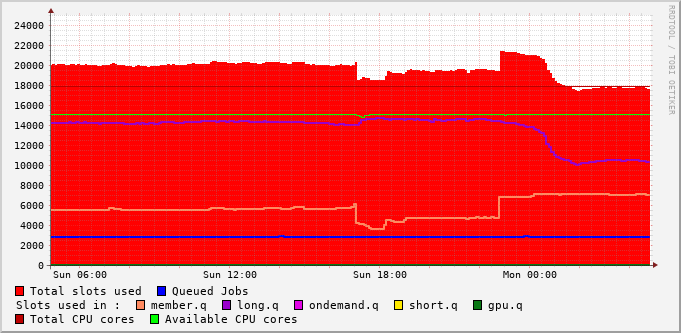 RRDTOOL / TOBI OETIKER
24000
22000
20000
18000
16000
14000
12000
10000
8000
6000
4000
2000
0
Sun 06:00 Sun 12:00 Sun 18:00 Mon 00:00
Total slots used Queued Jobs
Slots used in : member.q long.q ondemand.q short.q gpu.q
Total CPU cores Available CPU cores